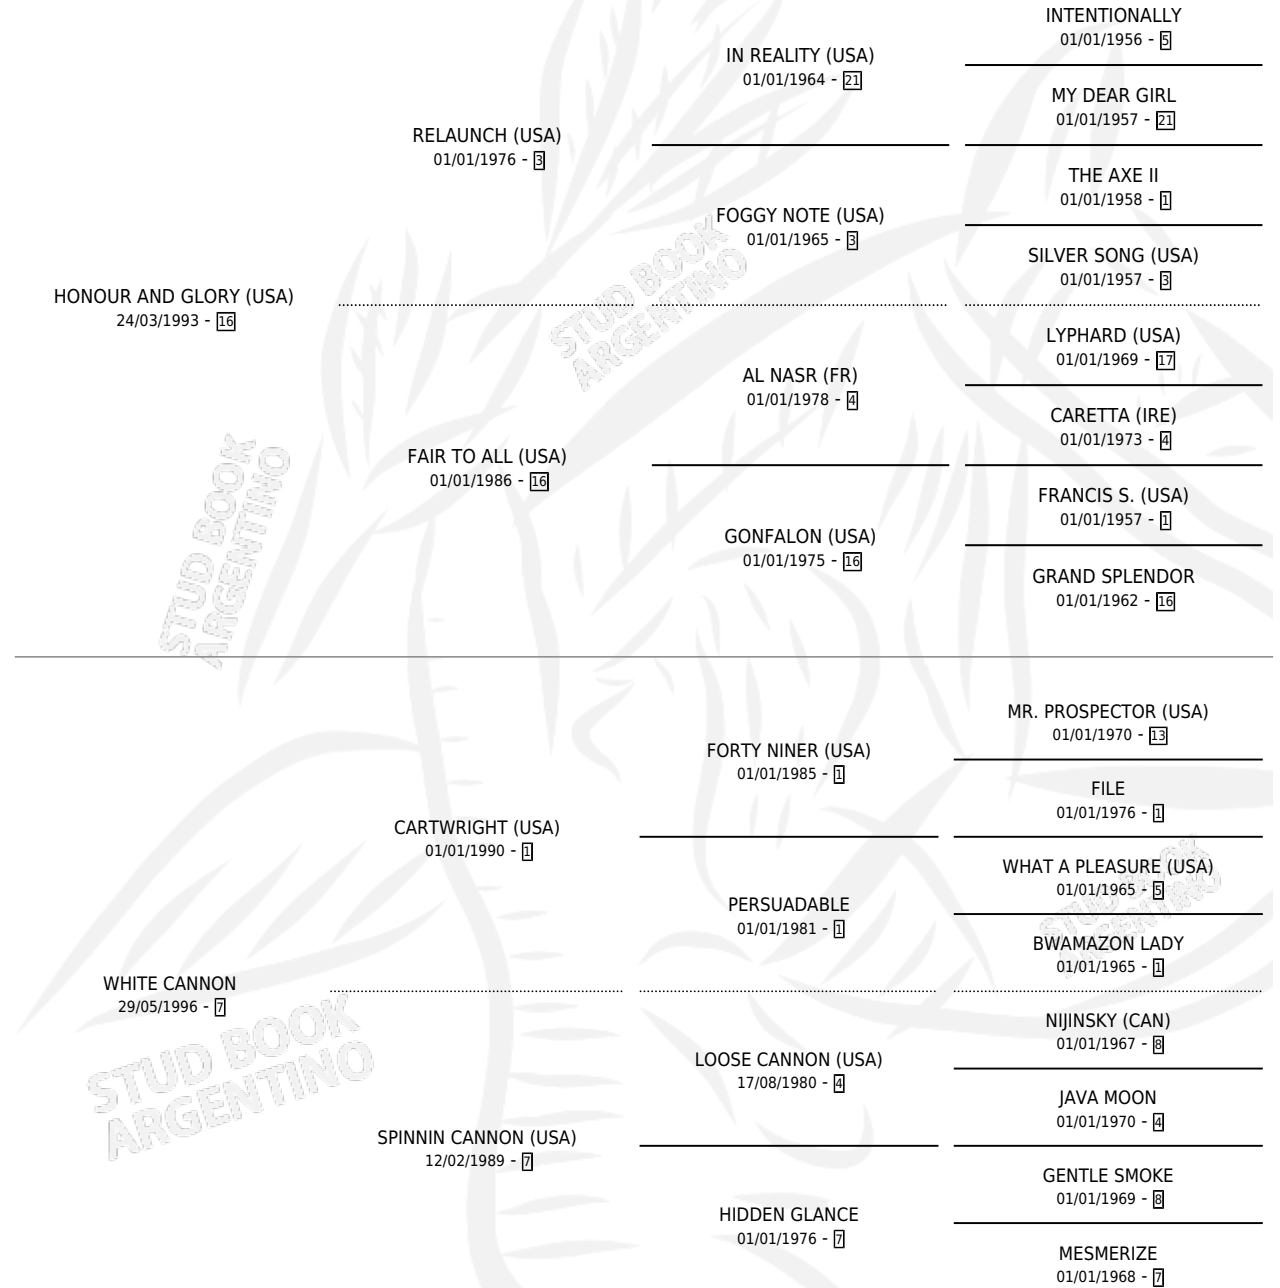 INTENTIONALLY
01/01/1956 - 5
IN REALITY (USA)
01/01/1964 - 21
MY DEAR GIRL
01/01/1957 - 21
RELAUNCH (USA)
01/01/1976 - 3
THE AXE II
01/01/1958 - 1
FOGGY NOTE (USA)
01/01/1965 - 3
SILVER SONG (USA)
01/01/1957 - 3
HONOUR AND GLORY (USA)
24/03/1993 - 16
LYPHARD (USA)
01/01/1969 - 17
AL NASR (FR)
01/01/1978 - 4
CARETTA (IRE)
01/01/1973 - 4
FAIR TO ALL (USA)
01/01/1986 - 16
FRANCIS S. (USA)
01/01/1957 - 1
GONFALON (USA)
01/01/1975 - 16
GRAND SPLENDOR
01/01/1962 - 16
MR. PROSPECTOR (USA)
01/01/1970 - 13
FORTY NINER (USA)
01/01/1985 - 1
FILE
01/01/1976 - 1
CARTWRIGHT (USA)
01/01/1990 - 1
WHAT A PLEASURE (USA)
01/01/1965 - 5
PERSUADABLE
01/01/1981 - 1
BWAMAZON LADY
01/01/1965 - 1
WHITE CANNON
29/05/1996 - 7
NIJINSKY (CAN)
01/01/1967 - 8
LOOSE CANNON (USA)
17/08/1980 - 4
JAVA MOON
01/01/1970 - 4
SPINNIN CANNON (USA)
12/02/1989 - 7
GENTLE SMOKE
01/01/1969 - 8
HIDDEN GLANCE
01/01/1976 - 7
MESMERIZE
01/01/1968 - 7
STUD BOOK
ARGENTINO
STUD BOOK
ARGENTINO
STUD BOOK
ARGENTINO
STUD BOOK
ARGENTINO